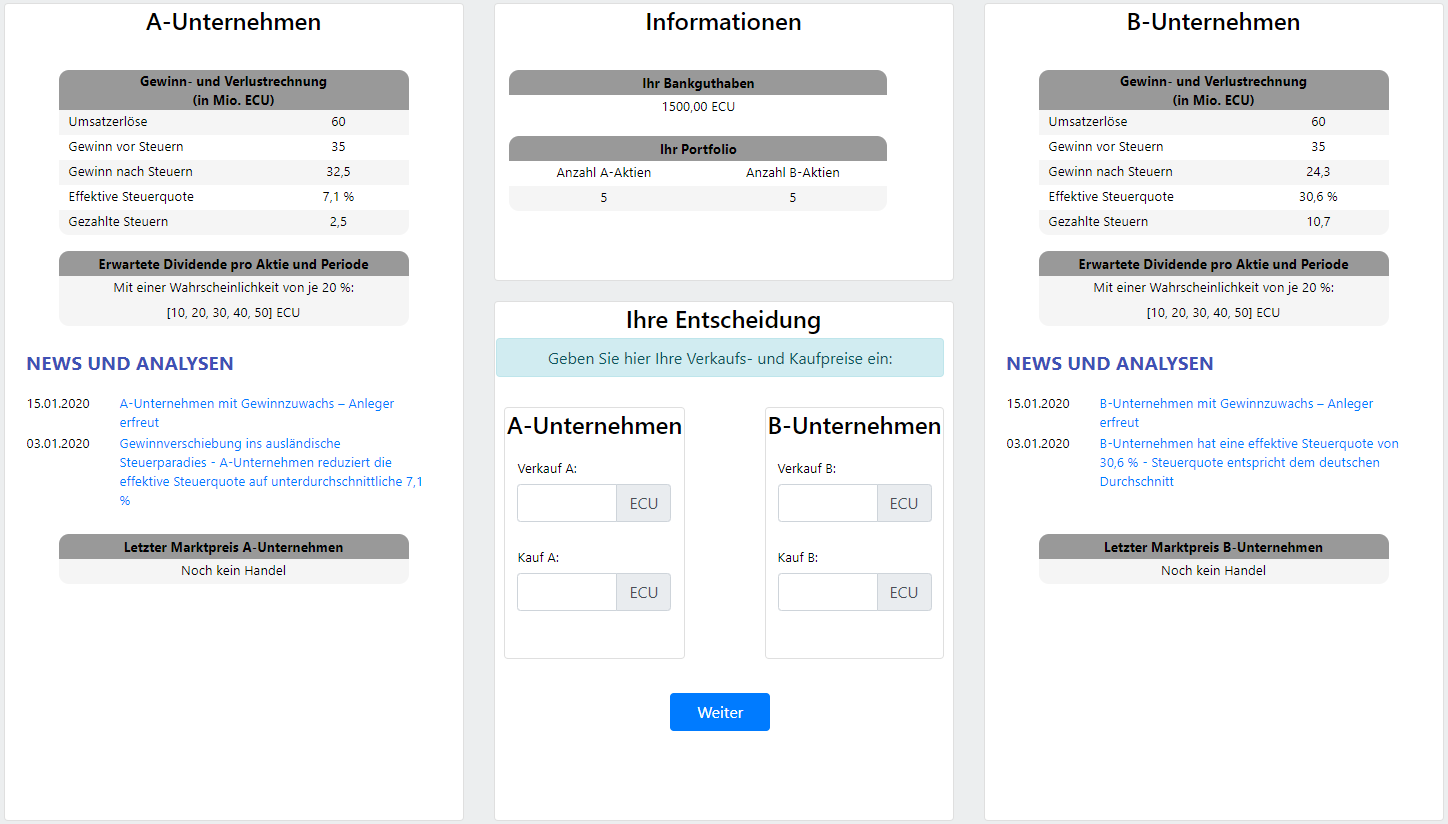 A-Unternehmen
Gewinn- und Verlustrechnung
(in Mio. ECU)
Umsatzerlöse 60
Gewinn vor Steuern 35
Gewinn nach Steuern 32,5
Effektive Steuerquote 7,1 %
Gezahlte Steuern 2,5
Erwartete Dividende pro Aktie und Periode
Mit einer Wahrscheinlichkeit von je 20 %:
[10, 20, 30, 40, 50] ECU
NEWS UND ANALYSEN
15.01.2020 A-Unternehmen mit Gewinnzuwachs – Anleger
erfreut
03.01.2020 Gewinnverschiebung ins ausländische
Steuerparadies - A-Unternehmen reduziert die
effektive Steuerquote auf unterdurchschnittliche 7,1
%
Letzter Marktpreis A-Unternehmen
Noch kein Handel
Informationen
Ihr Bankguthaben
1500,00 ECU
Ihr Portfolio
Anzahl A-Aktien Anzahl B-Aktien
5 5
Ihre Entscheidung
Geben Sie hier Ihre Verkaufs- und Kaufpreise ein:
A-Unternehmen
Verkauf A:
ECU
Kauf A:
ECU
B-Unternehmen
Verkauf B:
ECU
Kauf B:
ECU
Weiter
B-Unternehmen
Gewinn- und Verlustrechnung
(in Mio. ECU)
Umsatzerlöse 60
Gewinn vor Steuern 35
Gewinn nach Steuern 24,3
Effektive Steuerquote 30,6 %
Gezahlte Steuern 10,7
Erwartete Dividende pro Aktie und Periode
Mit einer Wahrscheinlichkeit von je 20 %:
[10, 20, 30, 40, 50] ECU
NEWS UND ANALYSEN
15.01.2020 B-Unternehmen mit Gewinnzuwachs – Anleger
erfreut
03.01.2020 B-Unternehmen hat eine effektive Steuerquote von
30,6 % - Steuerquote entspricht dem deutschen
Durchschnitt
Letzter Marktpreis B-Unternehmen
Noch kein Handel